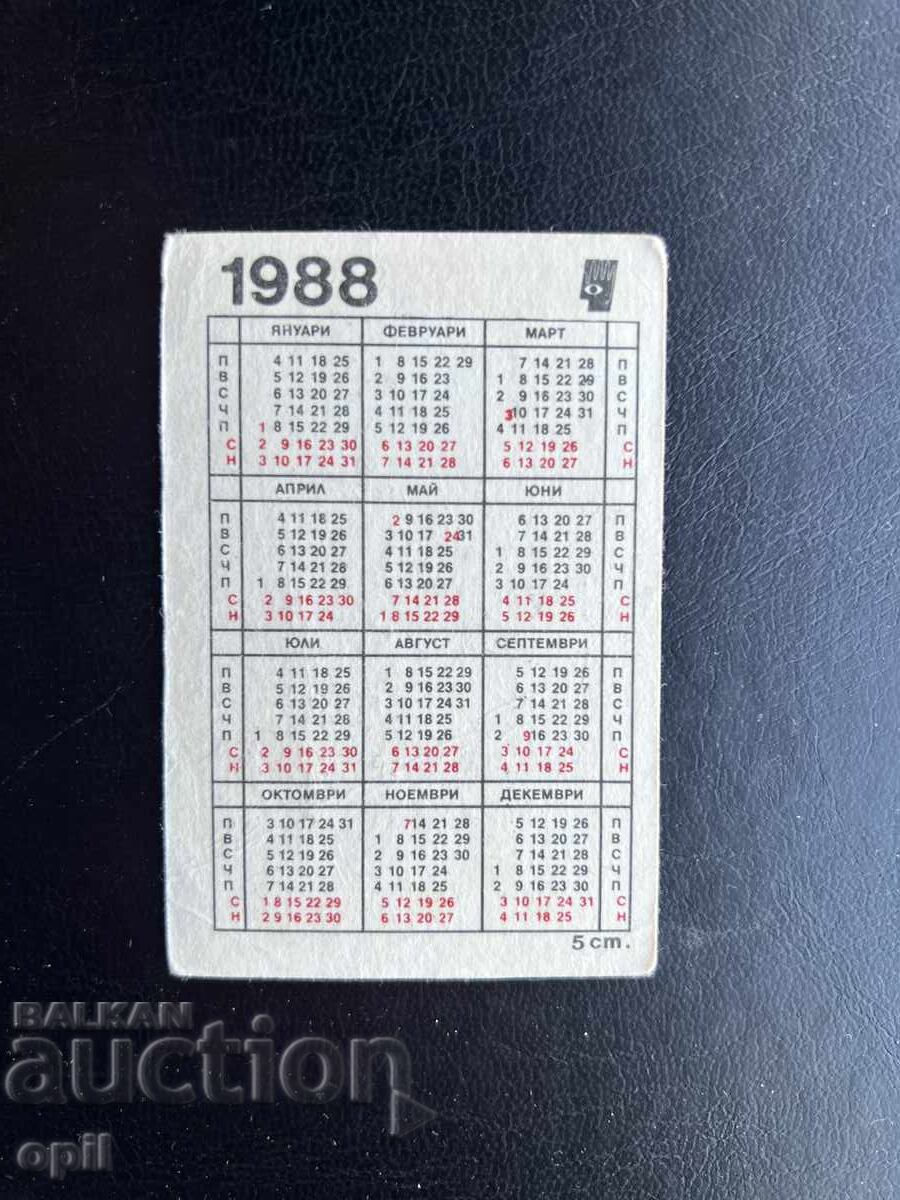 1988
ЯНУАРИ ФЕВРУАРИ МАРТ
П 4 11 18 25 1 8 15 22 29 7 14 21 28 П
В 5 12 19 26 2 9 16 23 1 8 15 22 29 В
С 6 13 20 27 3 10 17 24 2 9 16 23 30 С
Ч 7 14 21 28 4 11 18 25 3 10 17 24 31 Ч
П 1 8 15 22 29 5 12 19 26 4 11 18 25 П
С 2 9 16 23 30 6 13 20 27 5 12 19 26 С
Н 3 10 17 24 31 7 14 21 28 6 13 20 27 Н
АПРИЛ МАЙ ЮНИ
П 4 11 18 25 2 9 16 23 30 6 13 20 27 П
В 5 12 19 26 3 10 17 24 31 7 14 21 28 В
С 6 13 20 27 4 11 18 25 1 8 15 22 29 С
Ч 7 14 21 28 5 12 19 26 2 9 16 23 30 Ч
П 1 8 15 22 29 6 13 20 27 3 10 17 24 П
С 2 9 16 23 30 7 14 21 28 4 11 18 25 С
Н 3 10 17 24 1 8 15 22 29 5 12 19 26 Н
ЮЛИ АВГУСТ СЕПТЕМВРИ
П 4 11 18 25 1 8 15 22 29 5 12 19 26 П
В 5 12 19 26 2 9 16 23 30 6 13 20 27 В
С 6 13 20 27 3 10 17 24 31 7 14 21 28 С
Ч 7 14 21 28 4 11 18 25 1 8 15 22 29 Ч
П 1 8 15 22 29 5 12 19 26 2 9 16 23 30 П
С 2 9 16 23 30 6 13 20 27 3 10 17 24 С
Н 3 10 17 24 31 7 14 21 28 4 11 18 25 Н
ОКТОМВРИ НОЕМВРИ ДЕКЕМВРИ
П 3 10 17 24 31 7 14 21 28 5 12 19 26 П
В 4 11 18 25 1 8 15 22 29 6 13 20 27 В
С 5 12 19 26 2 9 16 23 30 7 14 21 28 С
Ч 6 13 20 27 3 10 17 24 1 8 15 22 29 Ч
П 7 14 21 28 4 11 18 25 2 9 16 23 30 П
С 1 8 15 22 29 5 12 19 26 3 10 17 24 31 С
Н 2 9 16 23 30 6 13 20 27 4 11 18 25 Н
5 cm.
BALKAN
auction
opil